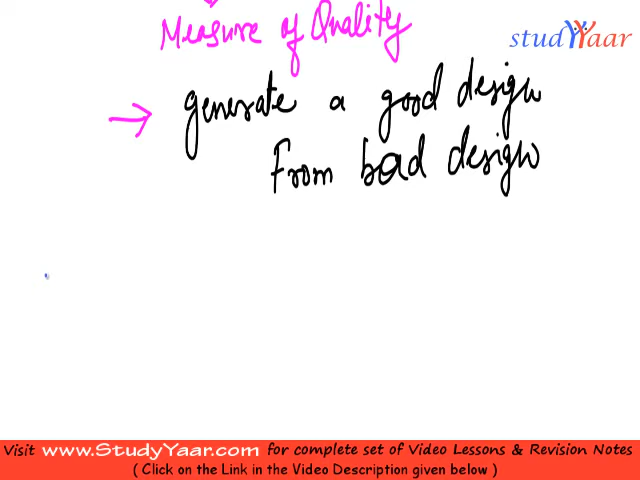 Measure of Quality
studYYaar
generate a good design
From bad design
Visit www.StudyYaar.com for complete set of Video Lessons & Revision Notes
( Click on the Link in the Video Description given below )